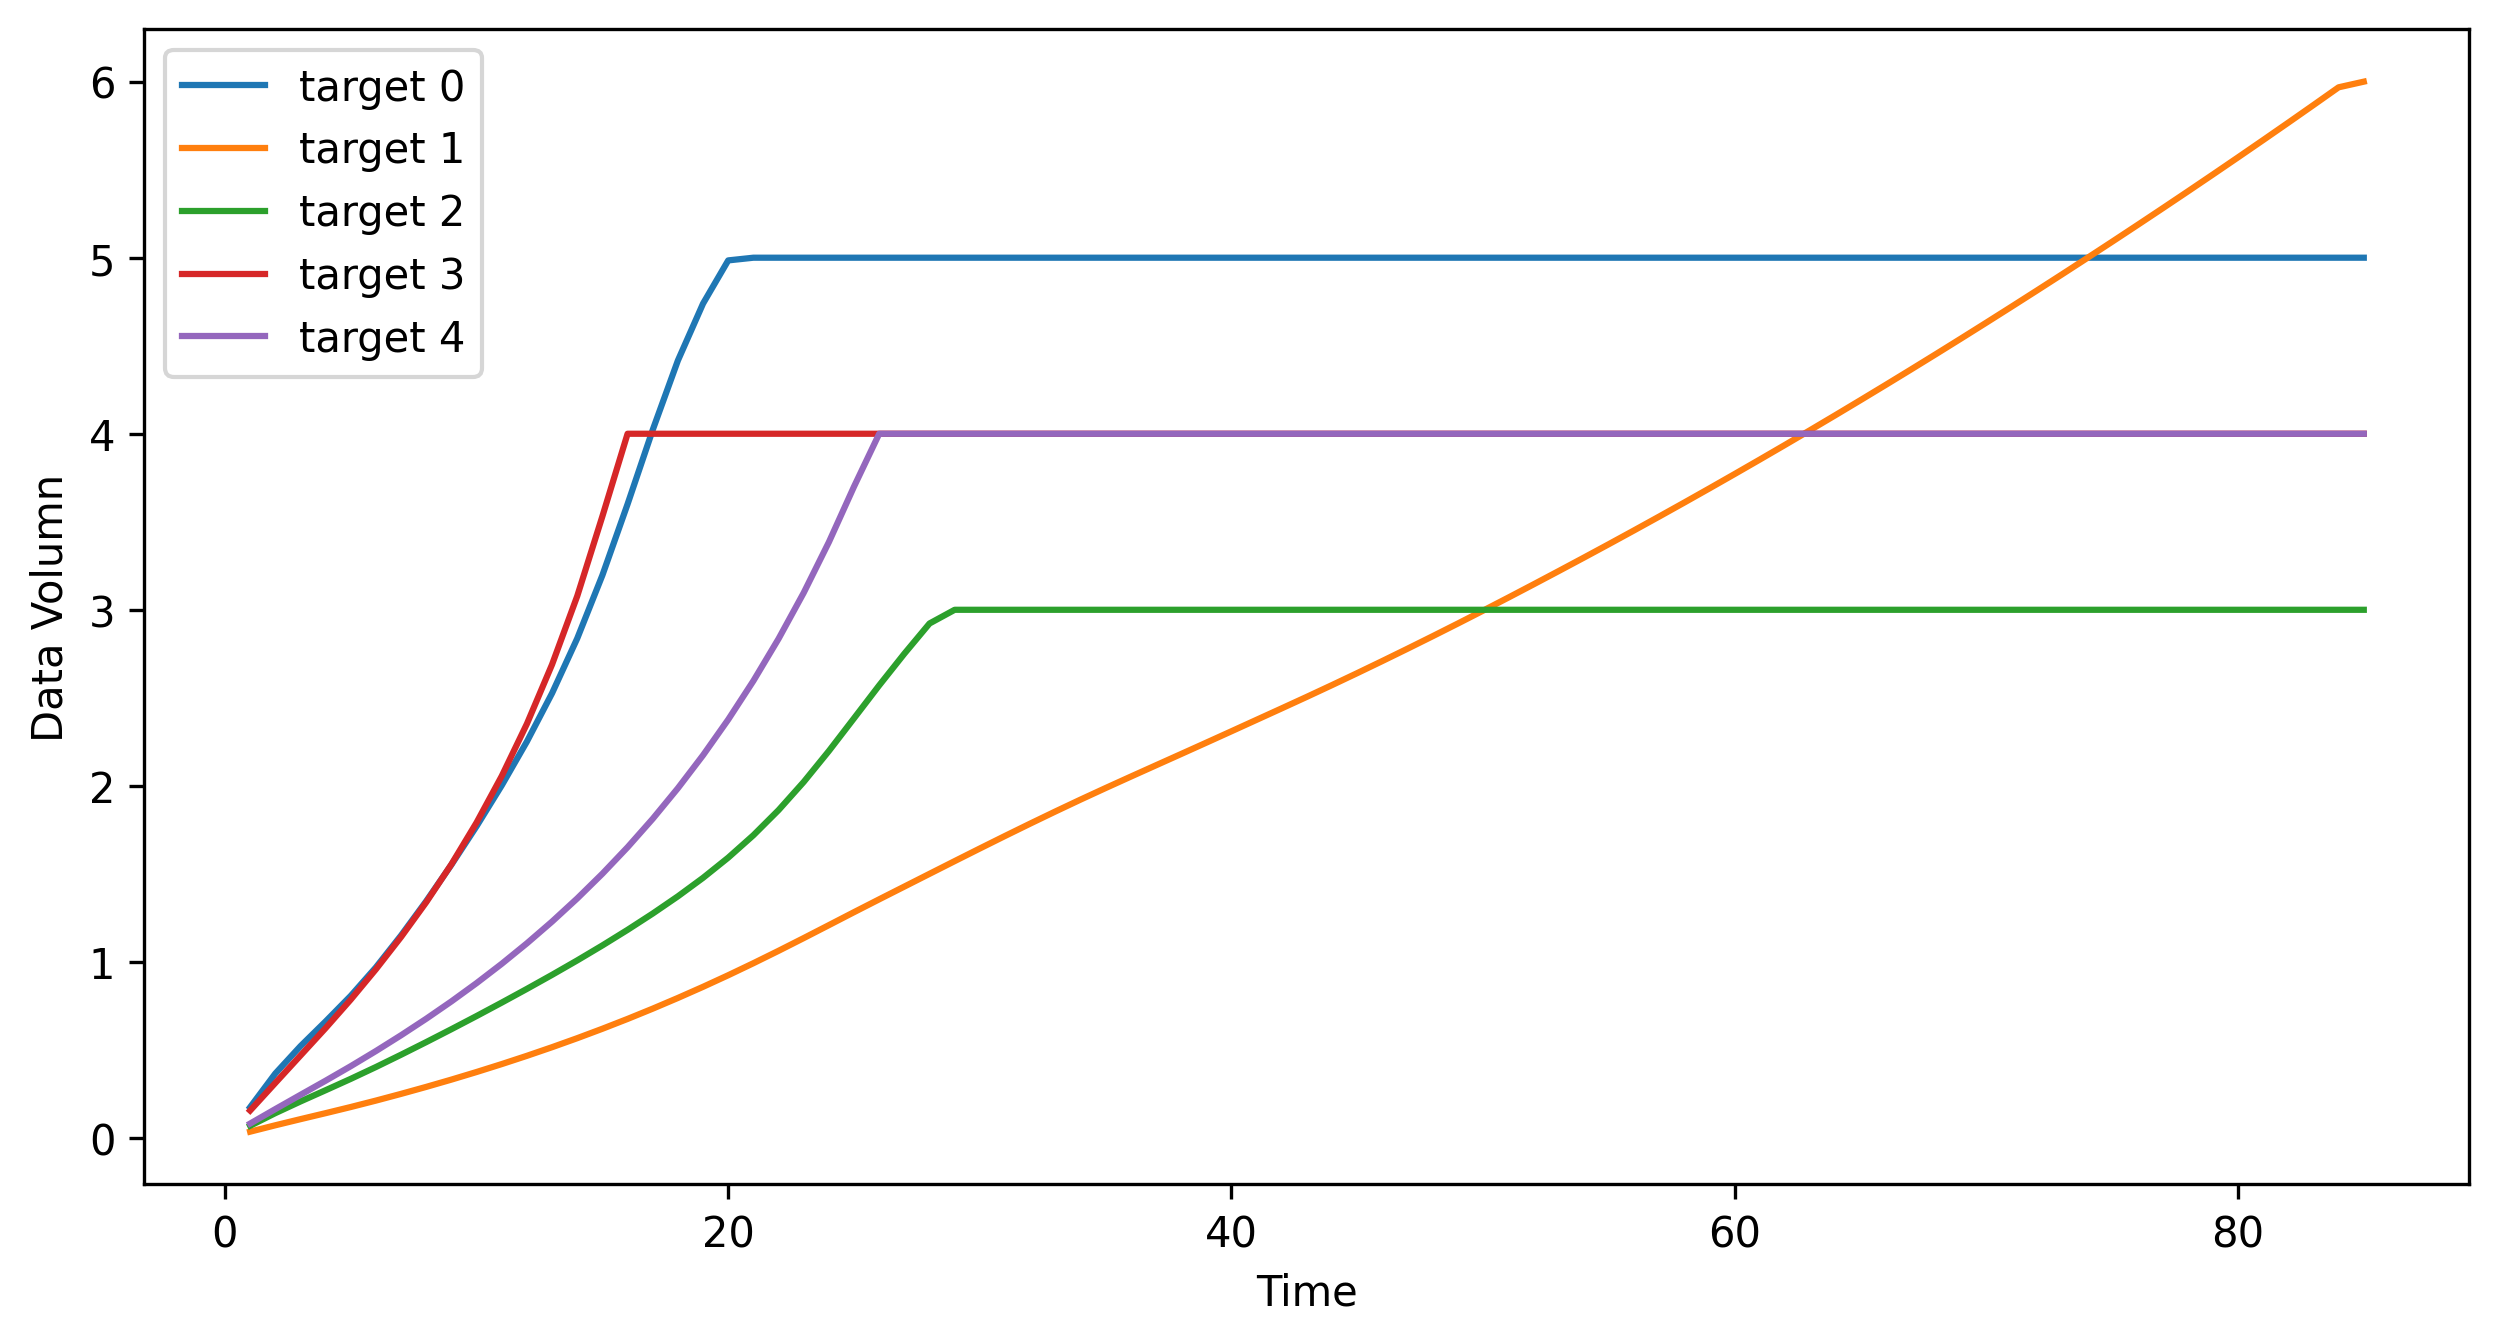 target 0
target 1
target 2
target 3
target 4
6
5
4
3
2
1
0
Data Volumn
0 20 40 60 80
Time